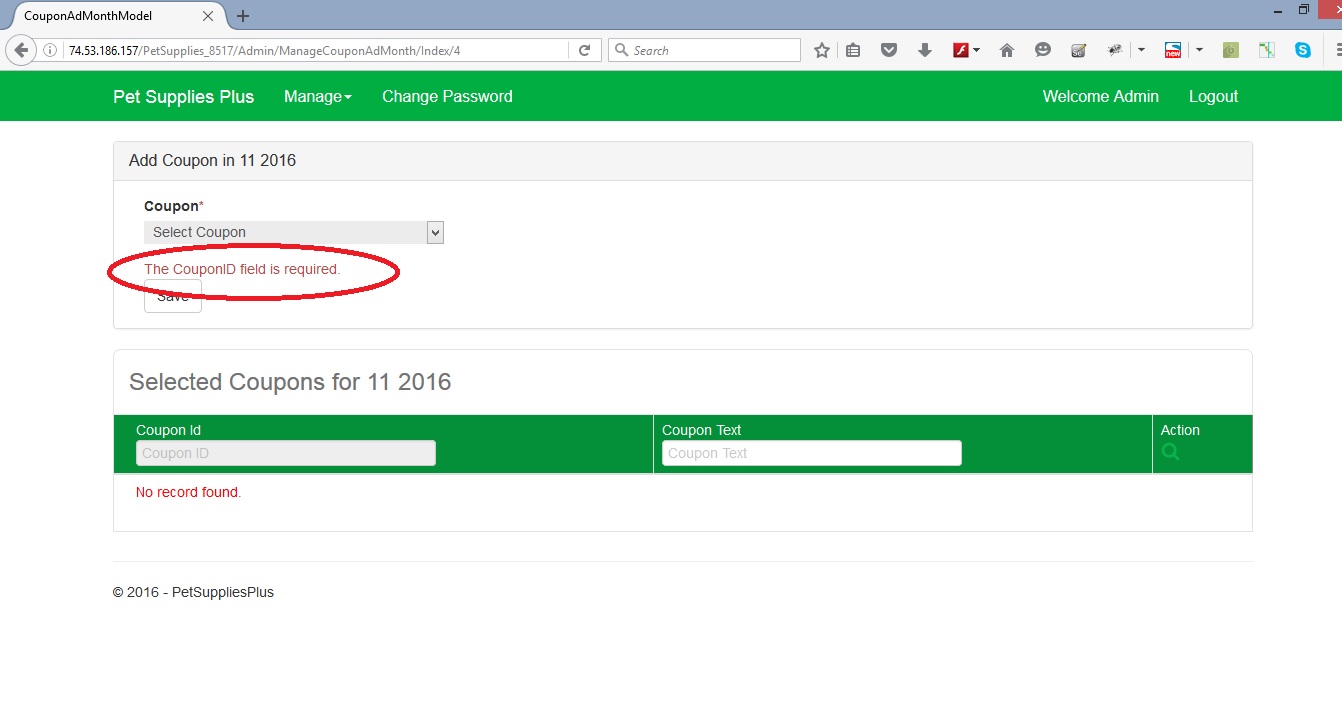 CouponAdMonthModel
74.53.186.157/PetSupplies_8517/Admin/ManageCouponAdMonth/Index/4
Search
new
Pet Supplies Plus Manage Change Password Welcome Admin Logout
Add Coupon in 11 2016
Coupon*
Select Coupon
The CouponID field is required.
Save
Selected Coupons for 11 2016
Coupon Id Coupon Text Action
Coupon ID Coupon Text
No record found.
© 2016 - PetSuppliesPlus